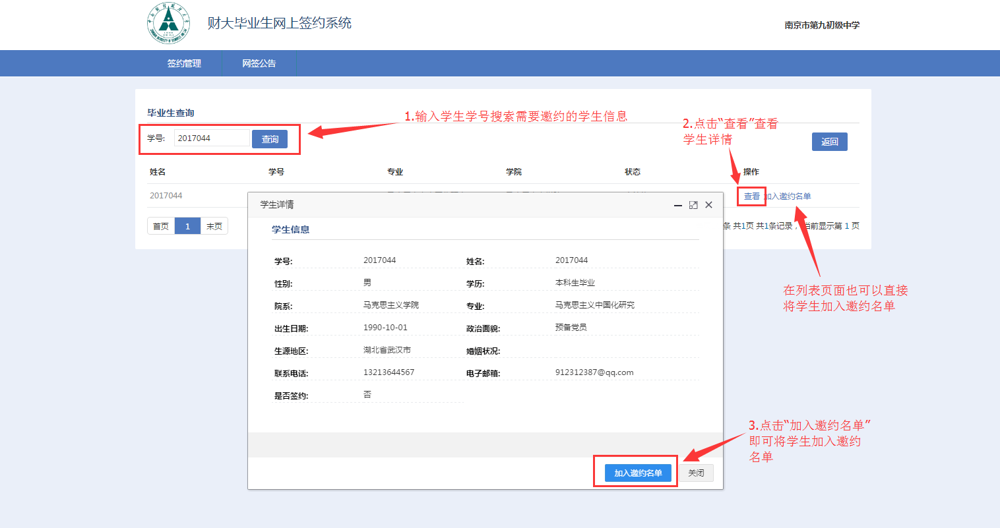 财大毕业生网上签约系统
南京市第九初级中学
签约管理 网签公告
毕业生查询
1.输入学生学号搜索需要邀约的学生信息
2.点击“查看”查看
学生详情
学号: 2017044 查询
返回
姓名 学号 专业 学院 状态 操作
2017044 查看 加入邀约名单
首页 1 末页
条 共1页 共1条记录， 当前显示第 1 页
学生详情
学生信息
学号: 2017044 姓名: 2017044
性别: 男 学历: 本科生毕业
院系: 马克思主义学院 专业: 马克思主义中国化研究
出生日期: 1990-10-01 政治面貌: 预备党员
生源地区: 湖北省武汉市 婚姻状况:
联系电话: 13213644567 电子邮箱: 912312387@qq.com
是否签约: 否
在列表页面也可以直接
将学生加入邀约名单
3.点击“加入邀约名单”
即可将学生加入邀约
名单
加入邀约名单 关闭